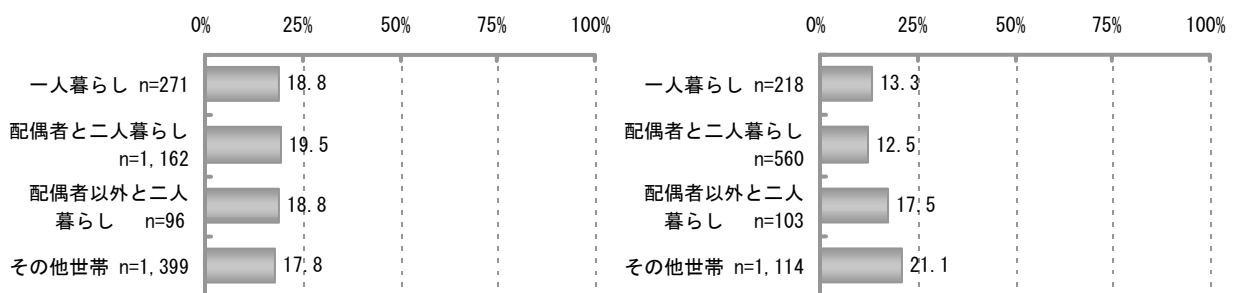 0% 25% 50% 75% 100%
一人暮らし n=271 18.8
配偶者と二人暮らし
n=1,162 19.5
配偶者以外と二人
暮らし n=96 18.8
その他世帯 n=1,399 17.8
0% 25% 50% 75% 100%
一人暮らし n=218 13.3
配偶者と二人暮らし
n=560 12.5
配偶者以外と二人
暮らし n=103 17.5
その他世帯 n=1,114 21.1